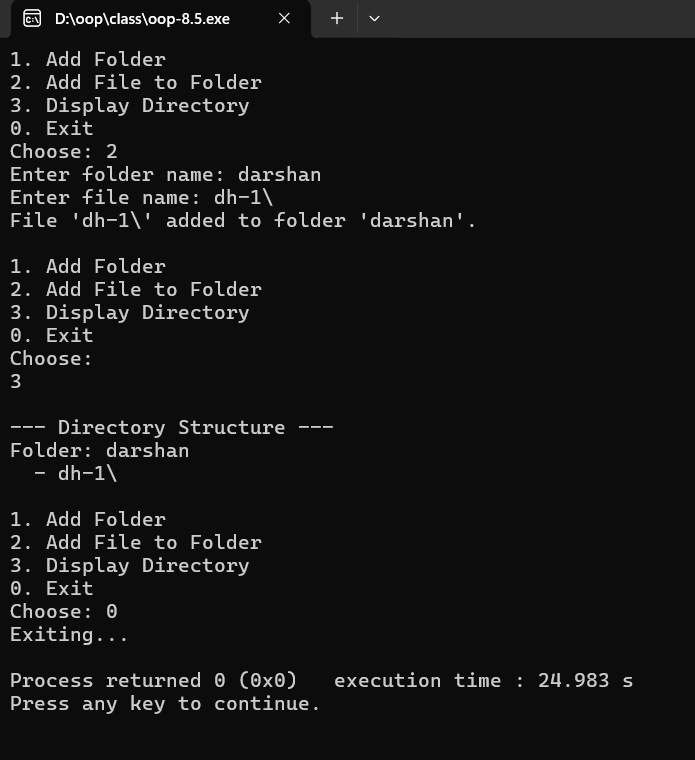 D:\oop\class\oop-8.5.exe
1. Add Folder
2. Add File to Folder
3. Display Directory
0. Exit
Choose: 2
Enter folder name: darshan
Enter file name: dh-1\
File 'dh-1\' added to folder 'darshan'.
1. Add Folder
2. Add File to Folder
3. Display Directory
0. Exit
Choose:
3
--- Directory Structure ---
Folder: darshan
  - dh-1\
1. Add Folder
2. Add File to Folder
3. Display Directory
0. Exit
Choose: 0
Exiting...
Process returned 0 (0x0)   execution time : 24.983 s
Press any key to continue.